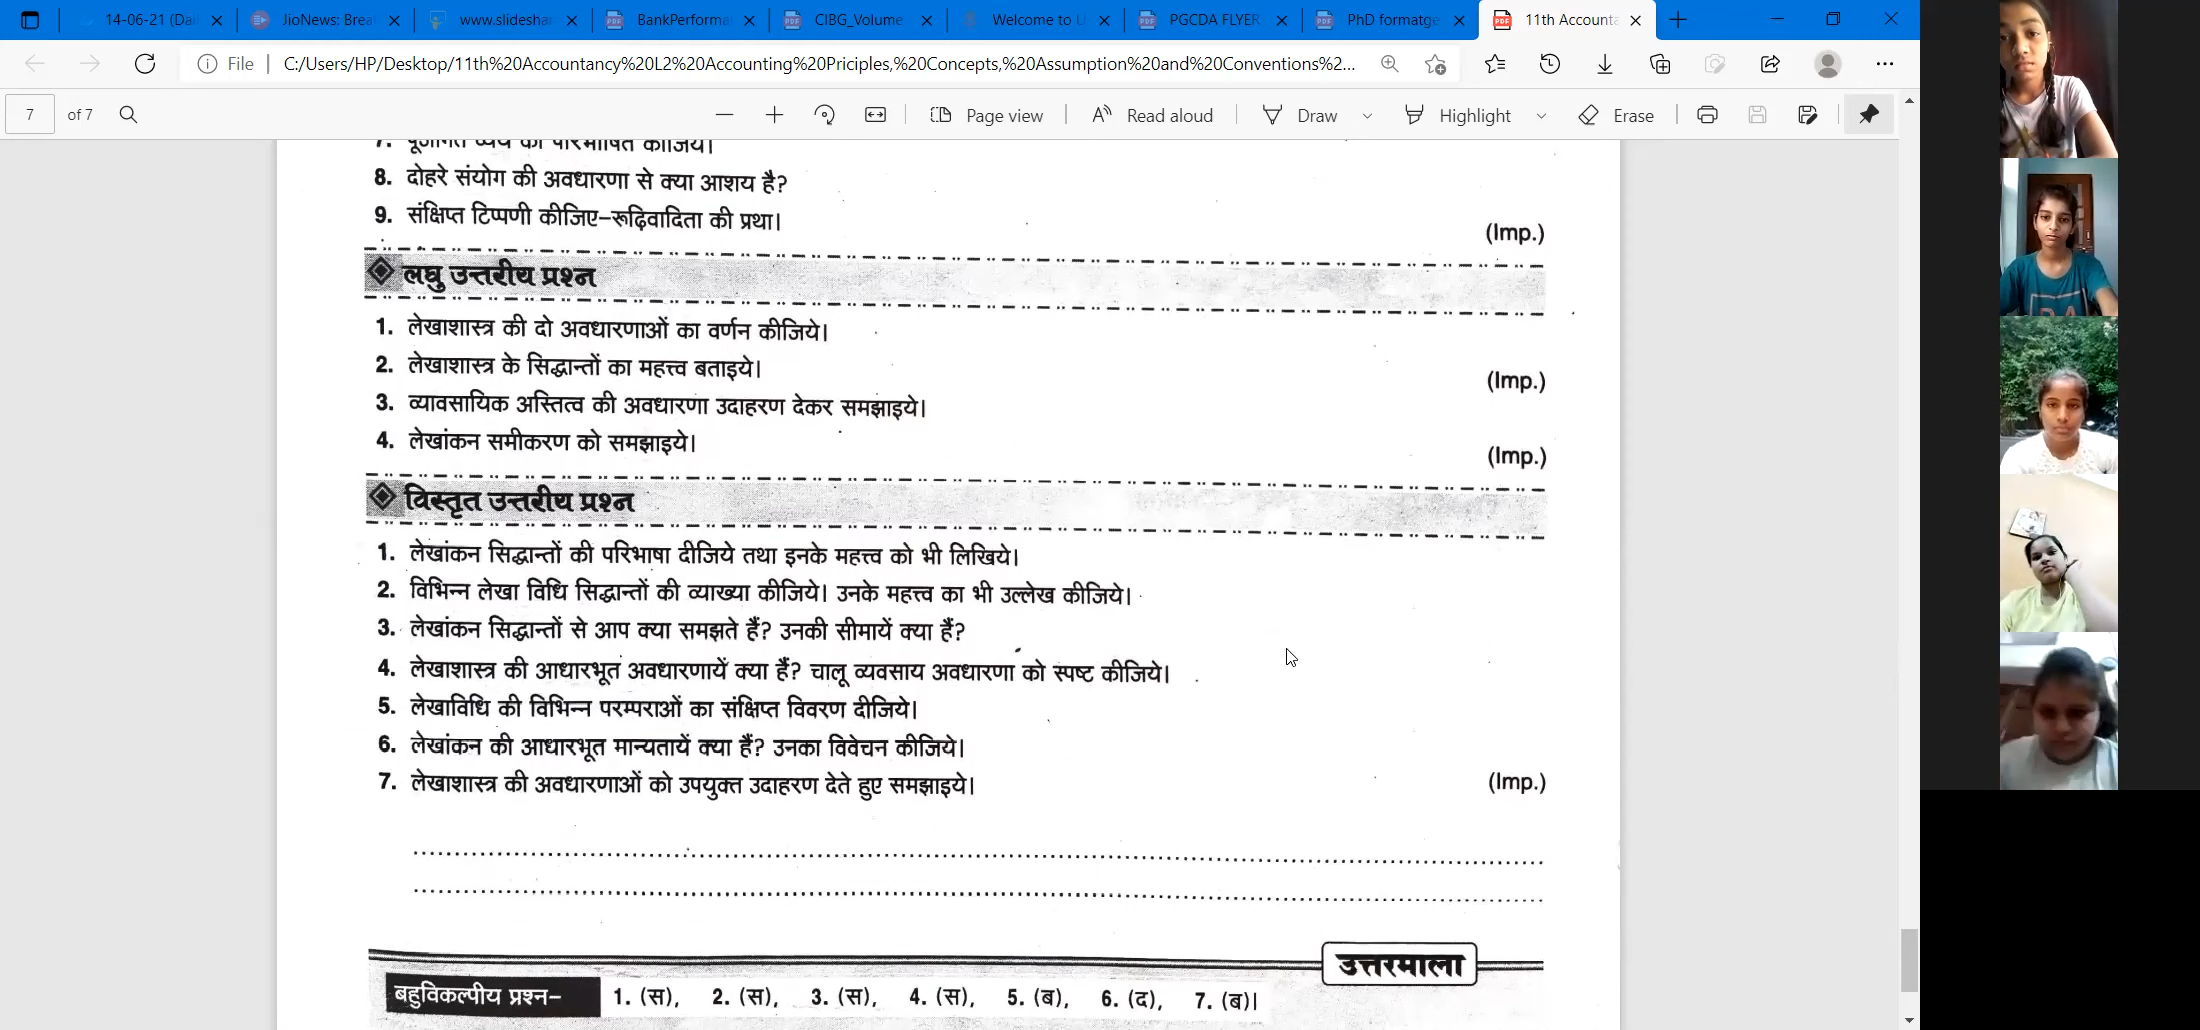 14-06-21 (Da
JioNews: Brea
www.slidesha
BankPerforma
CIBG_Volume
Welcome to U
PGCDA FLYER
PhD formatge
11th Accounta
File
C:/Users/HP/Desktop/11th%20Accountancy%20L2%20Accounting%20Priciples,%20Concepts,%20Assumption%20and%20Conventions%2...
7 of 7
Page view
Read aloud
Draw
Highlight
Erase
7. पूंजीगत व्यय को परिभाषित कीजिये।
8. दोहरे संयोग की अवधारणा से क्या आशय है?
9. संक्षिप्त टिप्पणी कीजिए–रूढ़िवादिता की प्रथा। (Imp.)
लघु उत्तरीय प्रश्न
1. लेखाशास्त्र की दो अवधारणाओं का वर्णन कीजिये।
2. लेखाशास्त्र के सिद्धान्तों का महत्त्व बताइये। (Imp.)
3. व्यावसायिक अस्तित्व की अवधारणा उदाहरण देकर समझाइये।
4. लेखांकन समीकरण को समझाइये। (Imp.)
विस्तृत उत्तरीय प्रश्न
1. लेखांकन सिद्धान्तों की परिभाषा दीजिये तथा इनके महत्त्व को भी लिखिये।
2. विभिन्न लेखा विधि सिद्धान्तों की व्याख्या कीजिये। उनके महत्त्व का भी उल्लेख कीजिये।
3. लेखांकन सिद्धान्तों से आप क्या समझते हैं? उनकी सीमायें क्या हैं?
4. लेखाशास्त्र की आधारभूत अवधारणायें क्या हैं? चालू व्यवसाय अवधारणा को स्पष्ट कीजिये।
5. लेखाविधि की विभिन्न परम्पराओं का संक्षिप्त विवरण दीजिये।
6. लेखांकन की आधारभूत मान्यतायें क्या हैं? उनका विवेचन कीजिये।
7. लेखाशास्त्र की अवधारणाओं को उपयुक्त उदाहरण देते हुए समझाइये। (Imp.)
उत्तरमाला
बहुविकल्पीय प्रश्न– 1. (स), 2. (स), 3. (स), 4. (स), 5. (ब), 6. (द), 7. (ब)।